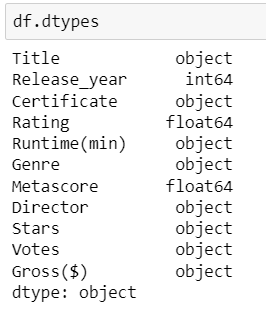 df.dtypes
Title object
Release_year int64
Certificate object
Rating float64
Runtime(min) object
Genre object
Metascore float64
Director object
Stars object
Votes object
Gross($) object
dtype: object